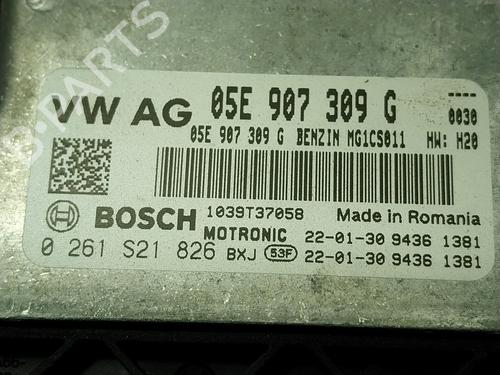 VW AG 05E 907 309 G
----
0030
05E 907 309 G BENZIN MG1CS011 HW: H20
BOSCH 1039T37058 Made in Romania
MOTRONIC 22-01-30 9436 1381
0 261 S21 826 BXJ 53F 22-01-30 9436 1381